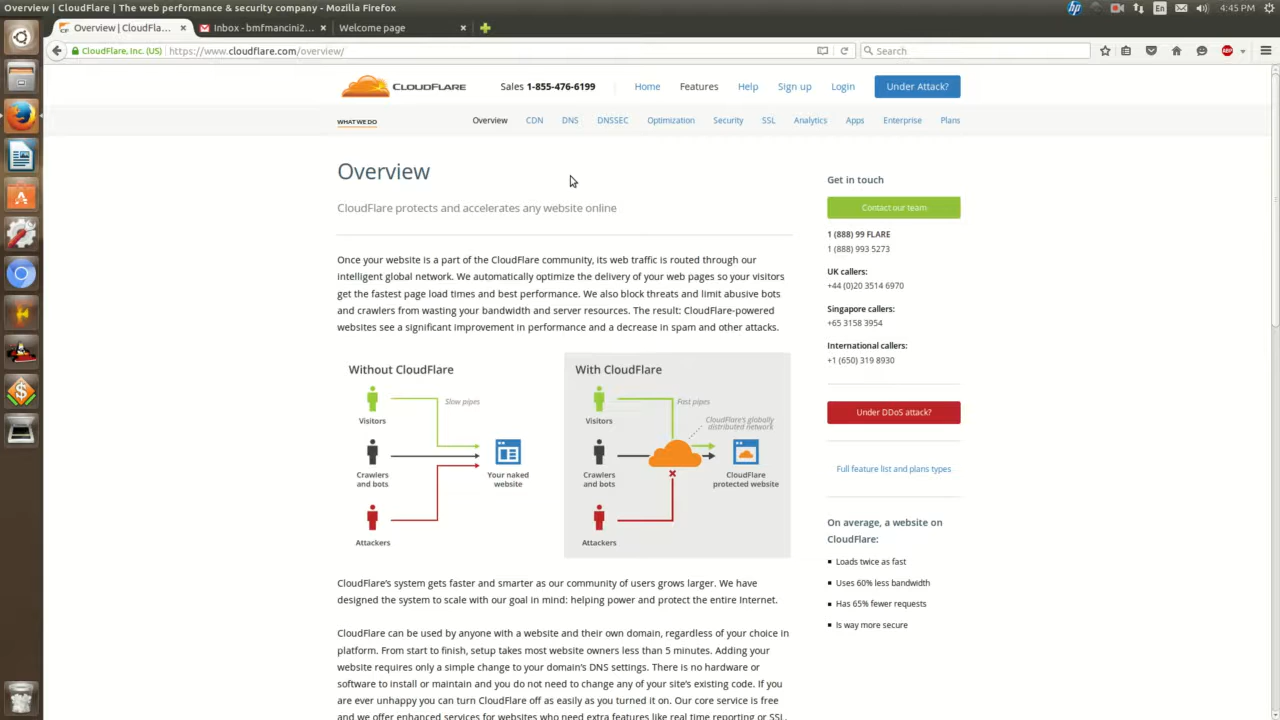 Overview | CloudFlare | The web performance & security company - Mozilla Firefox
4:45 PM
Overview | CloudFla...
Inbox - bmfmancini2...
Welcome page
CloudFlare, Inc. (US)
https://www.cloudflare.com/overview/
Search
CLOUDFLARE
Sales 1-855-476-6199
Home
Features
Help
Sign up
Login
Under Attack?
WHAT WE DO
Overview
CDN
DNS
DNSSEC
Optimization
Security
SSL
Analytics
Apps
Enterprise
Plans
Overview
CloudFlare protects and accelerates any website online
Once your website is a part of the CloudFlare community, its web traffic is routed through our
intelligent global network. We automatically optimize the delivery of your web pages so your visitors
get the fastest page load times and best performance. We also block threats and limit abusive bots
and crawlers from wasting your bandwidth and server resources. The result: CloudFlare-powered
websites see a significant improvement in performance and a decrease in spam and other attacks.
Without CloudFlare
Slow pipes
Visitors
Crawlers
and bots
Your naked
website
Attackers
With CloudFlare
Fast pipes
CloudFlare's globally
distributed network
Visitors
Crawlers
and bots
CloudFlare
protected website
Attackers
CloudFlare's system gets faster and smarter as our community of users grows larger. We have
designed the system to scale with our goal in mind: helping power and protect the entire Internet.
CloudFlare can be used by anyone with a website and their own domain, regardless of your choice in
platform. From start to finish, setup takes most website owners less than 5 minutes. Adding your
website requires only a simple change to your domain's DNS settings. There is no hardware or
software to install or maintain and you do not need to change any of your site's existing code. If you
are ever unhappy you can turn CloudFlare off as easily as you turned it on. Our core service is free
and we offer enhanced services for websites who need extra features like real time reporting or SSL.
Get in touch
Contact our team
1 (888) 99 FLARE
1 (888) 993 5273
UK callers:
+44 (0)20 3514 6970
Singapore callers:
+65 3158 3954
International callers:
+1 (650) 319 8930
Under DDoS attack?
Full feature list and plans types
On average, a website on
CloudFlare:
Loads twice as fast
Uses 60% less bandwidth
Has 65% fewer requests
Is way more secure